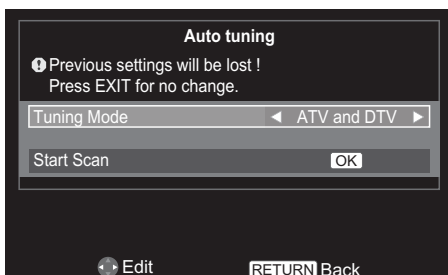 Auto tuning
Previous settings will be lost !
Press EXIT for no change.
Tuning Mode ◀ ATV and DTV ▶
Start Scan OK
Edit RETURN Back